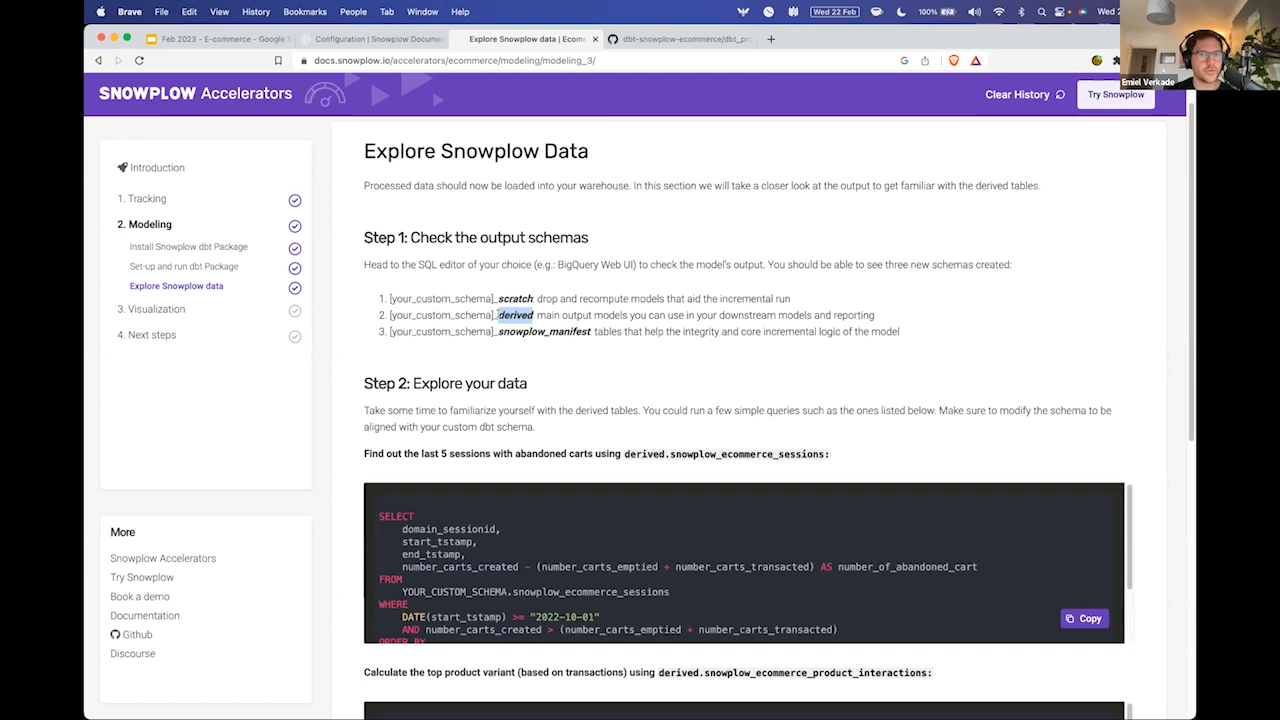 Brave File Edit View History Bookmarks People Tab Window Help
100% Wed 22 Feb Wed 2
Feb 2023 - E-commerce - Google S
Configuration | Snowplow Docume
Explore Snowplow data | Ecom
dbt-snowplow-ecommerce/dbt_pro
docs.snowplow.io/accelerators/ecommerce/modeling/modeling_3/
Emiel Verkade
SNOWPLOW Accelerators
Clear History
Try Snowplow
Introduction
1. Tracking
2. Modeling
Install Snowplow dbt Package
Set-up and run dbt Package
Explore Snowplow data
3. Visualization
4. Next steps
More
Snowplow Accelerators
Try Snowplow
Book a demo
Documentation
Github
Discourse
Explore Snowplow Data
Processed data should now be loaded into your warehouse. In this section we will take a closer look at the output to get familiar with the derived tables.
Step 1: Check the output schemas
Head to the SQL editor of your choice (e.g.: BigQuery Web UI) to check the model's output. You should be able to see three new schemas created:
1. [your_custom_schema]_scratch: drop and recompute models that aid the incremental run
2. [your_custom_schema]_derived: main output models you can use in your downstream models and reporting
3. [your_custom_schema]_snowplow_manifest: tables that help the integrity and core incremental logic of the model
Step 2: Explore your data
Take some time to familiarize yourself with the derived tables. You could run a few simple queries such as the ones listed below. Make sure to modify the schema to be
aligned with your custom dbt schema.
Find out the last 5 sessions with abandoned carts using derived.snowplow_ecommerce_sessions:
SELECT
domain_sessionid,
start_tstamp,
end_tstamp,
number_carts_created - (number_carts_emptied + number_carts_transacted) AS number_of_abandoned_cart
FROM
YOUR_CUSTOM_SCHEMA.snowplow_ecommerce_sessions
WHERE
DATE(start_tstamp) >= "2022-10-01"
AND number_carts_created > (number_carts_emptied + number_carts_transacted)
ORDER BY
Copy
Calculate the top product variant (based on transactions) using derived.snowplow_ecommerce_product_interactions: